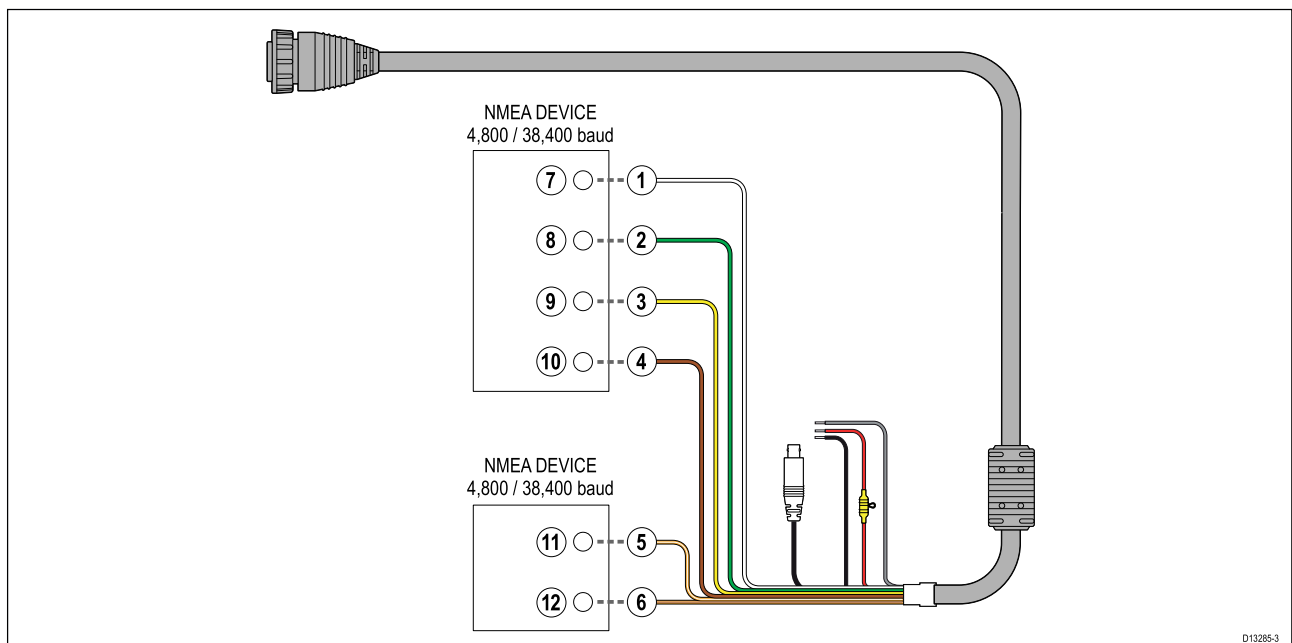 NMEA DEVICE
4,800 / 38,400 baud
7 1
8 2
9 3
10 4
NMEA DEVICE
4,800 / 38,400 baud
11 5
12 6
D13285-3